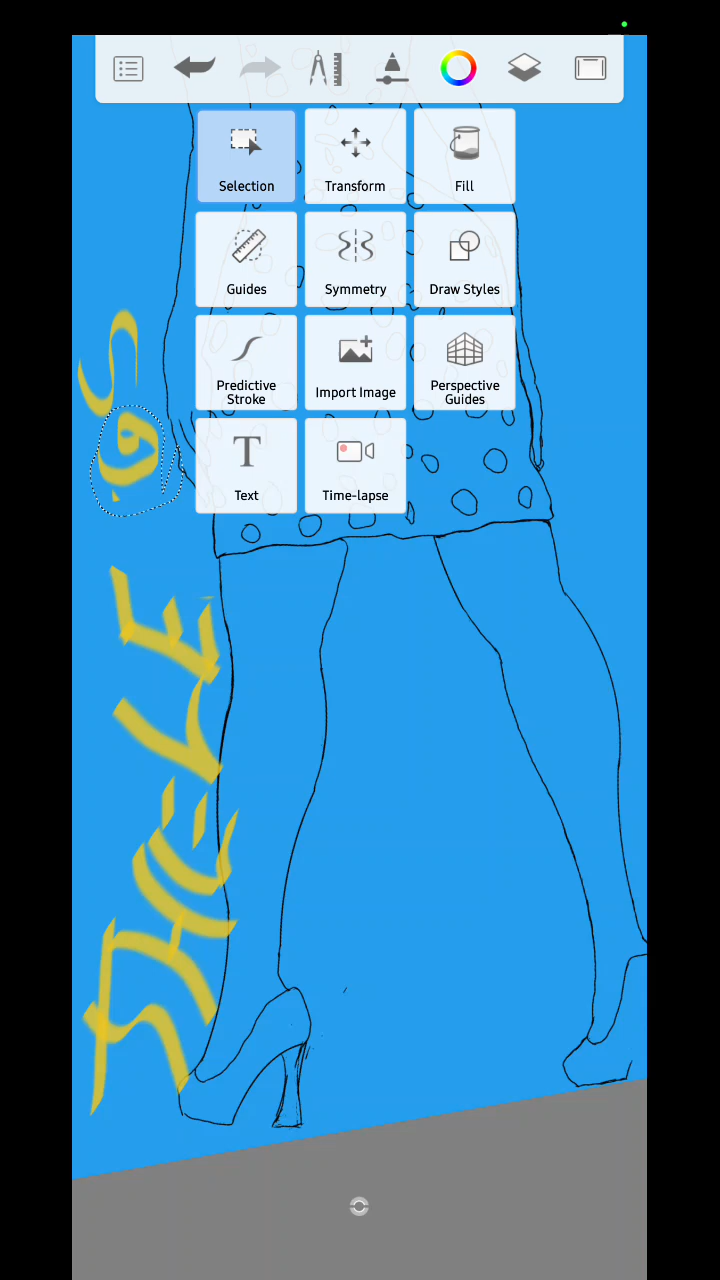 Selection
Transform
Fill
Guides
Symmetry
Draw Styles
Predictive
Stroke
Import Image
Perspective
Guides
Text
Time-lapse